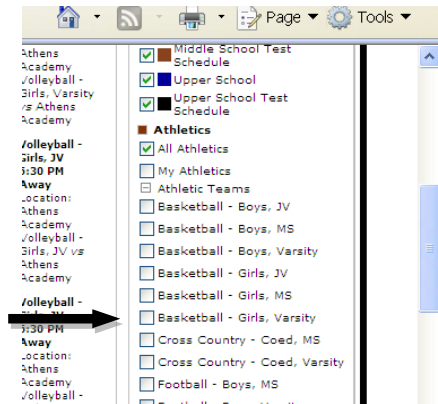 Page Tools
Athens
Academy
Volleyball -
Girls, Varsity
vs Athens
Academy
Volleyball -
Girls, JV
5:30 PM
Away
Location:
Athens
Academy
Volleyball -
Girls, JV vs
Athens
Academy
Volleyball -
5:30 PM
Away
Location:
Athens
Academy
Volleyball -
Middle School Test
Schedule
Upper School
Upper School Test
Schedule
Athletics
All Athletics
My Athletics
Athletic Teams
Basketball - Boys, JV
Basketball - Boys, MS
Basketball - Boys, Varsity
Basketball - Girls, JV
Basketball - Girls, MS
Basketball - Girls, Varsity
Cross Country - Coed, MS
Cross Country - Coed, Varsity
Football - Boys, MS